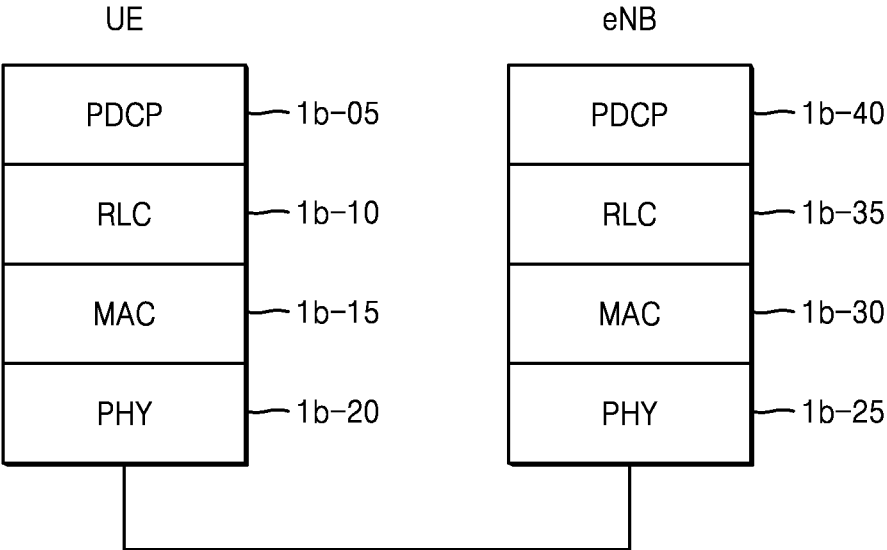 UE eNB
PDCP 1b-05 PDCP 1b-40
RLC 1b-10 RLC 1b-35
MAC 1b-15 MAC 1b-30
PHY 1b-20 PHY 1b-25